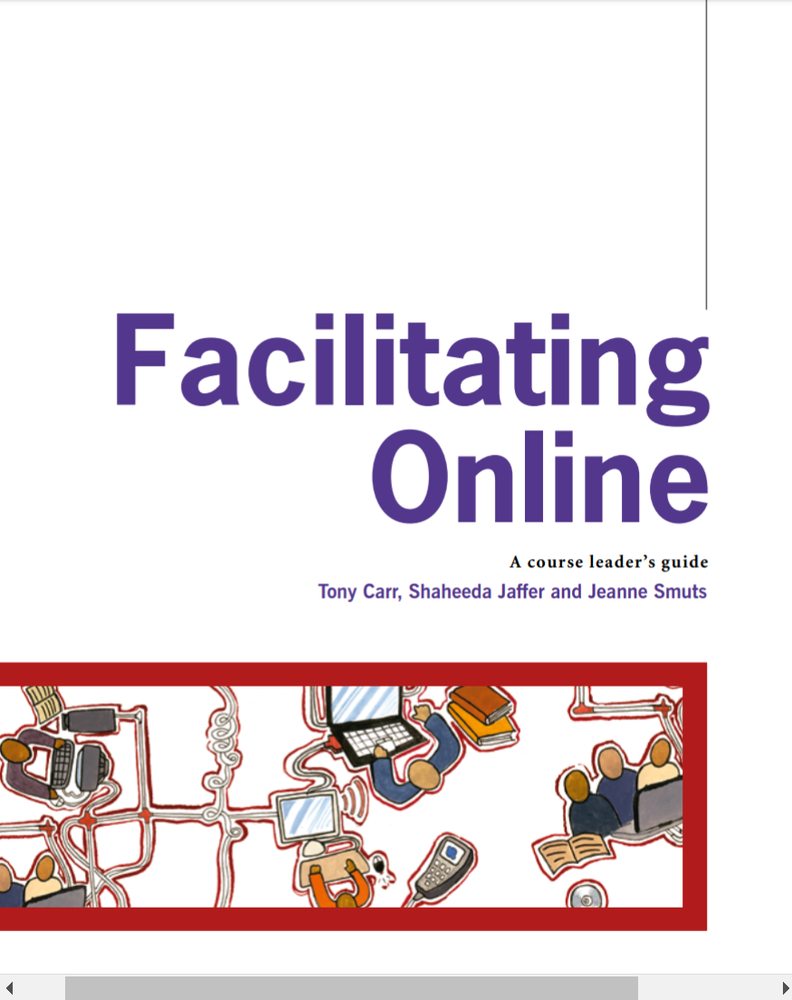 Facilitating
Online
A course leader’s guide
Tony Carr, Shaheeda Jaffer and Jeanne Smuts